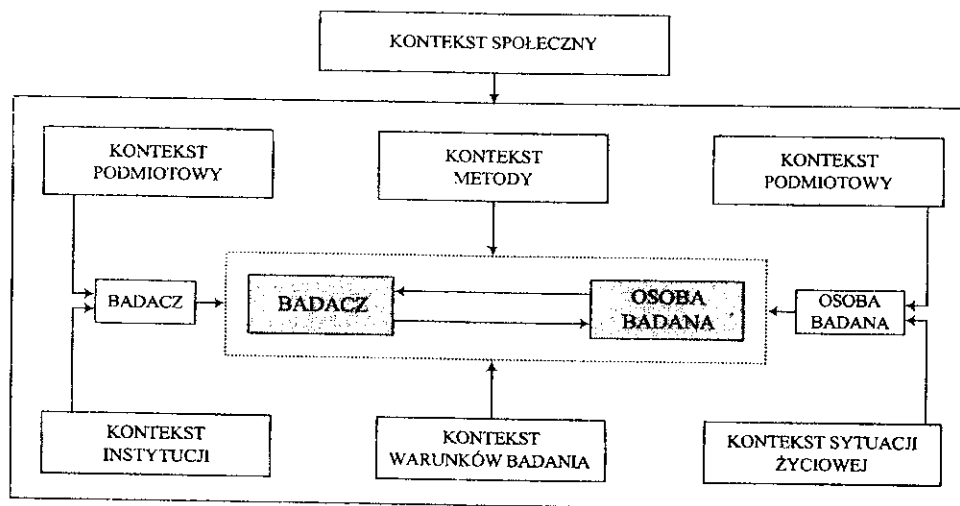 KONTEKST SPOŁECZNY
KONTEKST
PODMIOTOWY
KONTEKST
METODY
KONTEKST
PODMIOTOWY
BADACZ
BADACZ
OSOBA
BADANA
OSOBA
BADANA
KONTEKST
INSTYTUCJI
KONTEKST
WARUNKÓW BADANIA
KONTEKST SYTUACJI
ŻYCIOWEJ